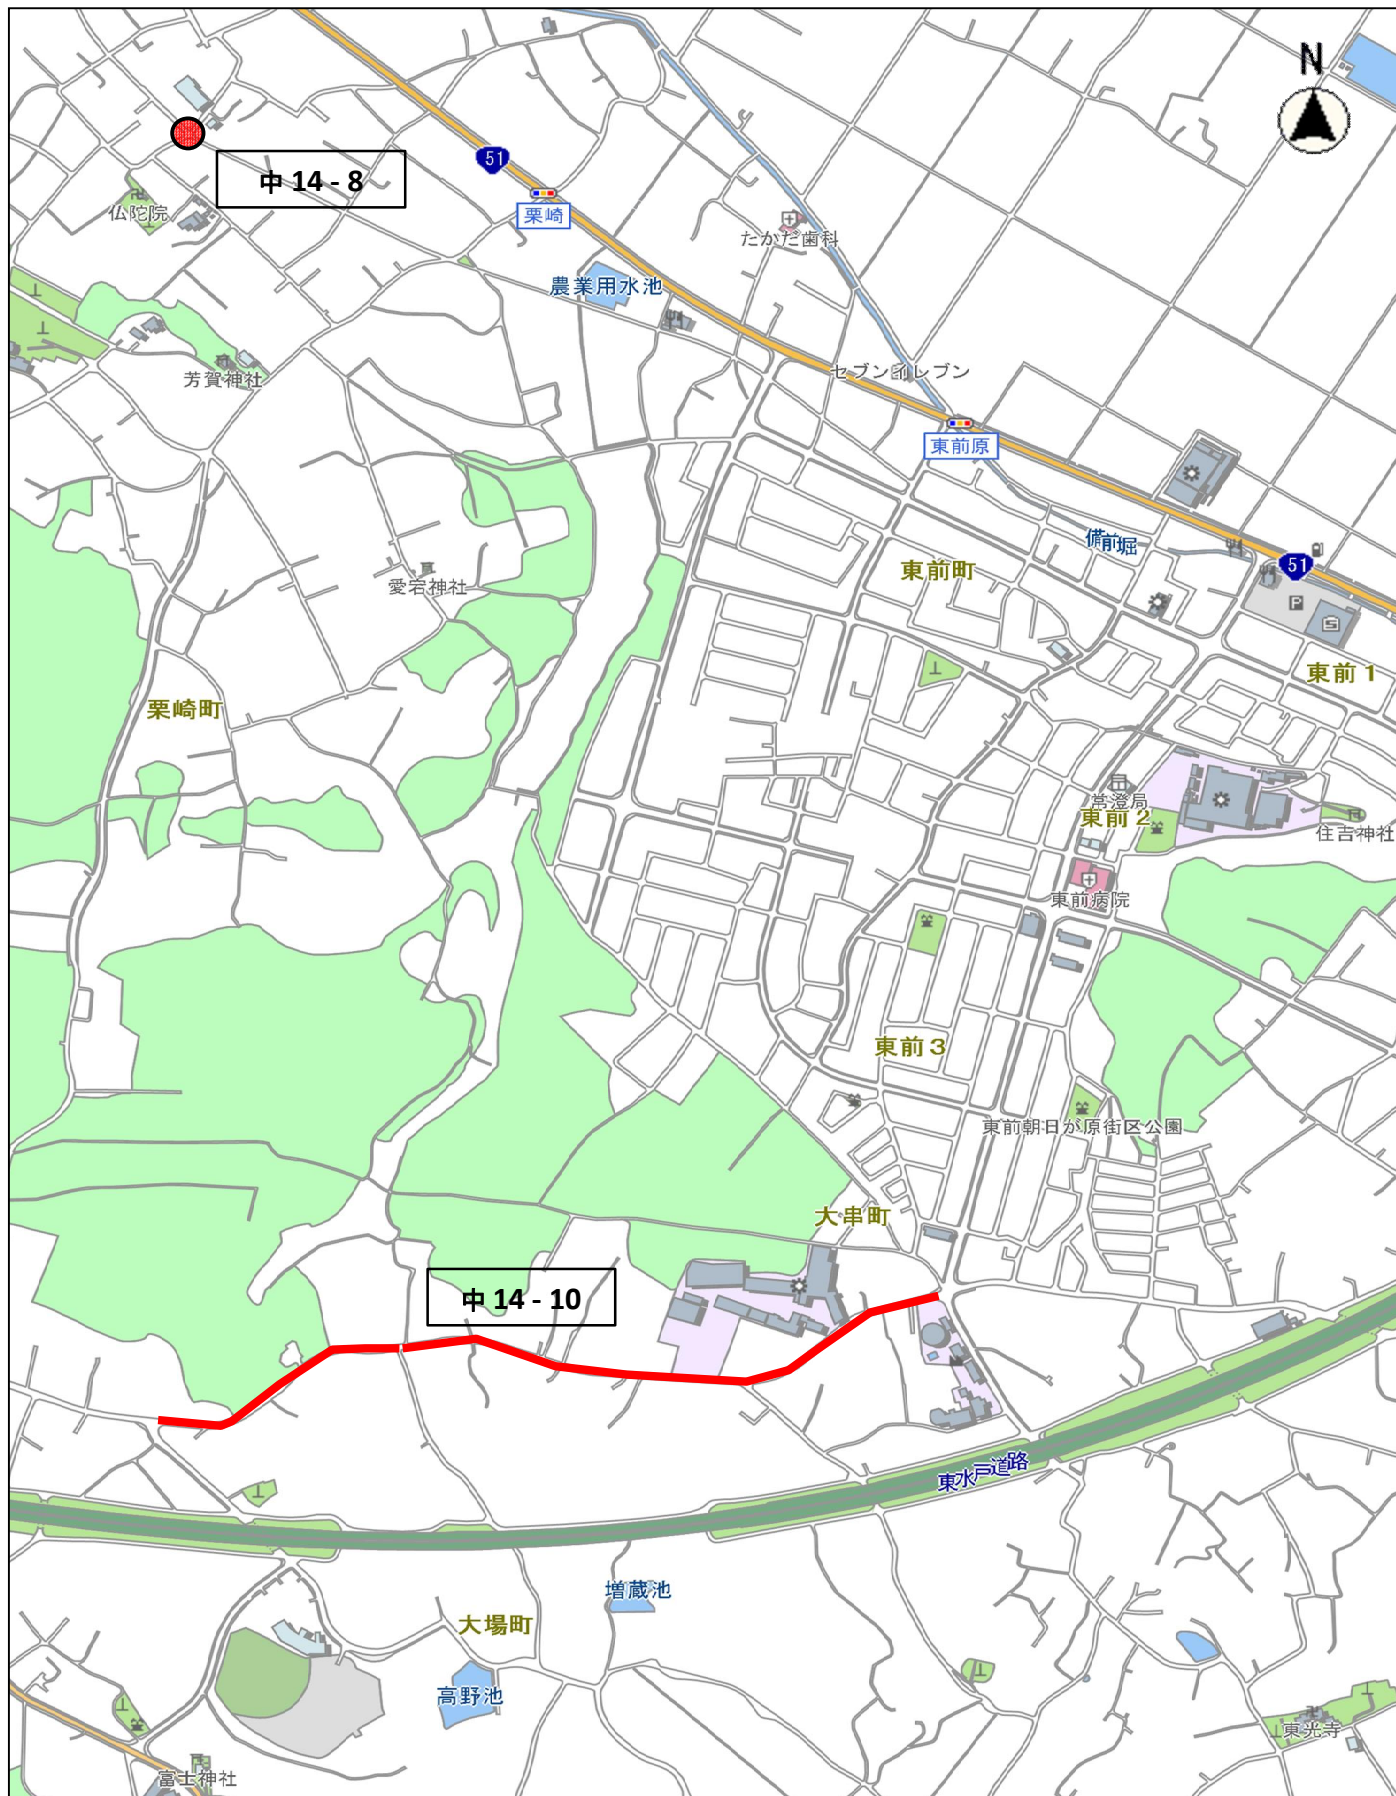 N
51
中 14 - 8
仏陀院
栗崎
たかだ歯科
農業用水池
芳賀神社
セブンイレブン
東前原
備前堀
51
東前町
愛宕神社
P
東前１
栗崎町
常澄局
東前２
住吉神社
東前病院
東前３
東前朝日が原街区公園
大串町
中 14 - 10
東水戸道路
増蔵池
大場町
高野池
東光寺
富士神社